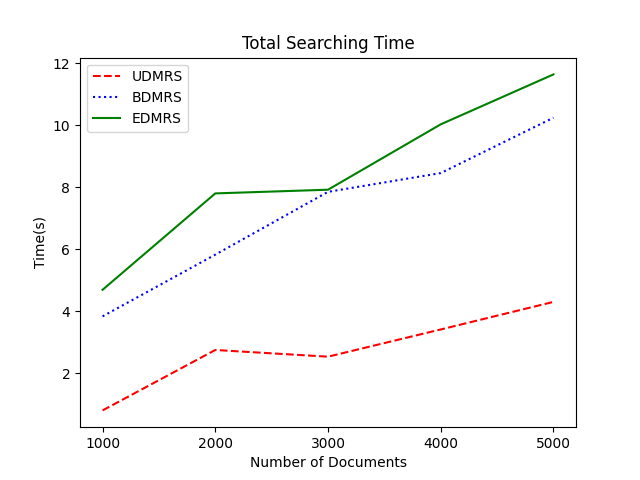 Total Searching Time
12
10
8
6
4
2
Time(s)
UDMRS
BDMRS
EDMRS
1000 2000 3000 4000 5000
Number of Documents